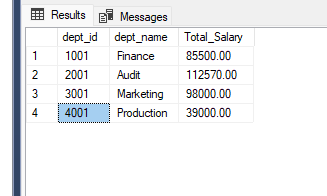 Results Messages
dept_id dept_name Total_Salary
1 1001 Finance 85500.00
2 2001 Audit 112570.00
3 3001 Marketing 98000.00
4 4001 Production 39000.00